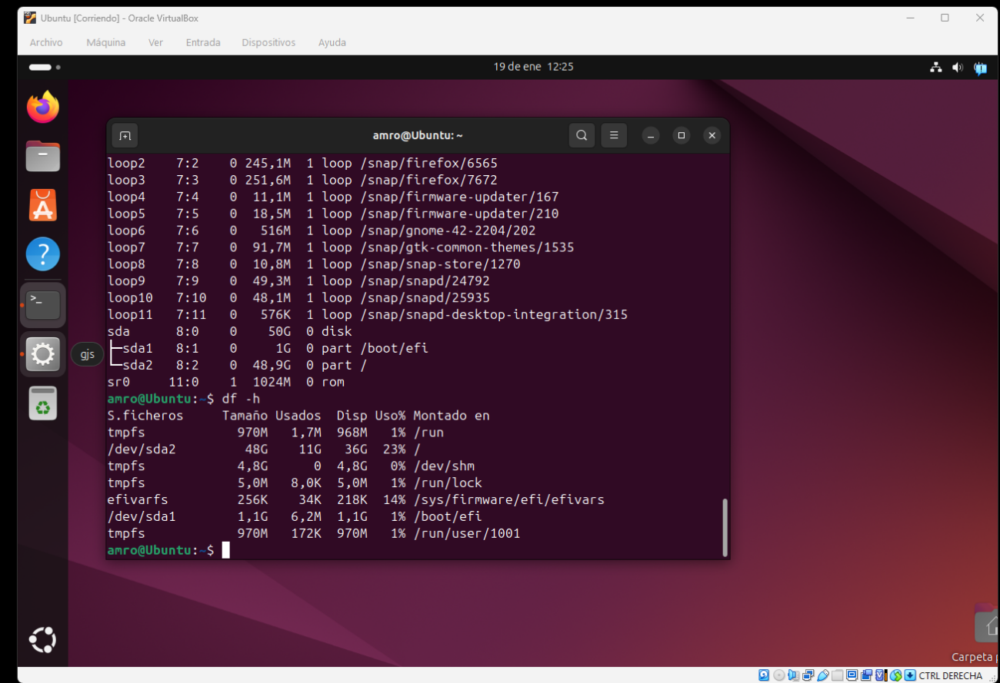 Ubuntu [Corriendo] - Oracle VirtualBox
Archivo Máquina Ver Entrada Dispositivos Ayuda
19 de ene 12:25
amro@Ubuntu: ~
loop2 7:2 0 245,1M 1 loop /snap/firefox/6565
loop3 7:3 0 251,6M 1 loop /snap/firefox/7672
loop4 7:4 0 11,1M 1 loop /snap/firmware-updater/167
loop5 7:5 0 18,5M 1 loop /snap/firmware-updater/210
loop6 7:6 0 516M 1 loop /snap/gnome-42-2204/202
loop7 7:7 0 91,7M 1 loop /snap/gtk-common-themes/1535
loop8 7:8 0 10,8M 1 loop /snap/snap-store/1270
loop9 7:9 0 49,3M 1 loop /snap/snapd/24792
loop10 7:10 0 48,1M 1 loop /snap/snapd/25935
loop11 7:11 0 576K 1 loop /snap/snapd-desktop-integration/315
sda 8:0 0 50G 0 disk
├─sda1 8:1 0 1G 0 part /boot/efi
└─sda2 8:2 0 48,9G 0 part /
sr0 11:0 1 1024M 0 rom
amro@Ubuntu:~$ df -h
S.ficheros Tamaño Usados Disp Uso% Montado en
tmpfs 970M 1,7M 968M 1% /run
/dev/sda2 48G 11G 36G 23% /
tmpfs 4,8G 0 4,8G 0% /dev/shm
tmpfs 5,0M 8,0K 5,0M 1% /run/lock
efivarfs 256K 34K 218K 14% /sys/firmware/efi/efivars
/dev/sda1 1,1G 6,2M 1,1G 1% /boot/efi
tmpfs 970M 172K 970M 1% /run/user/1001
amro@Ubuntu:~$
gjs
Carpeta
CTRL DERECHA